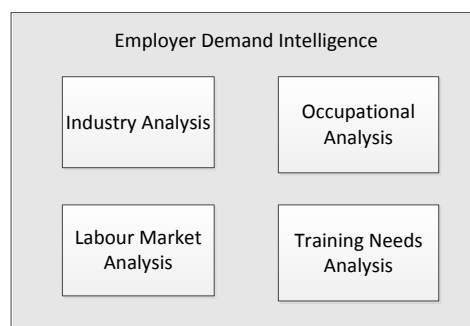 Employer Demand Intelligence
Industry Analysis
Occupational
Analysis
Labour Market
Analysis
Training Needs
Analysis